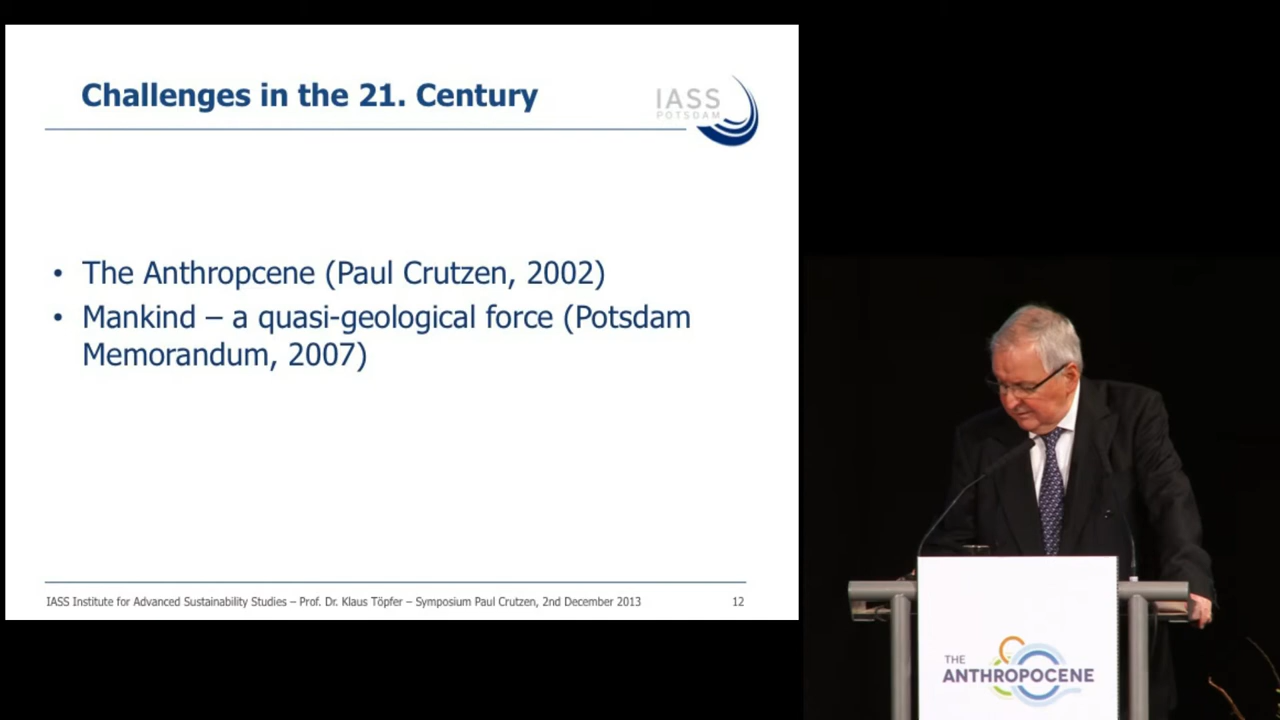 Challenges in the 21. Century
IASS
POTSDAM
• The Anthropcene (Paul Crutzen, 2002)
• Mankind – a quasi-geological force (Potsdam
Memorandum, 2007)
IASS Institute for Advanced Sustainability Studies – Prof. Dr. Klaus Töpfer – Symposium Paul Crutzen, 2nd December 2013
12
THE
ANTHROPOCENE